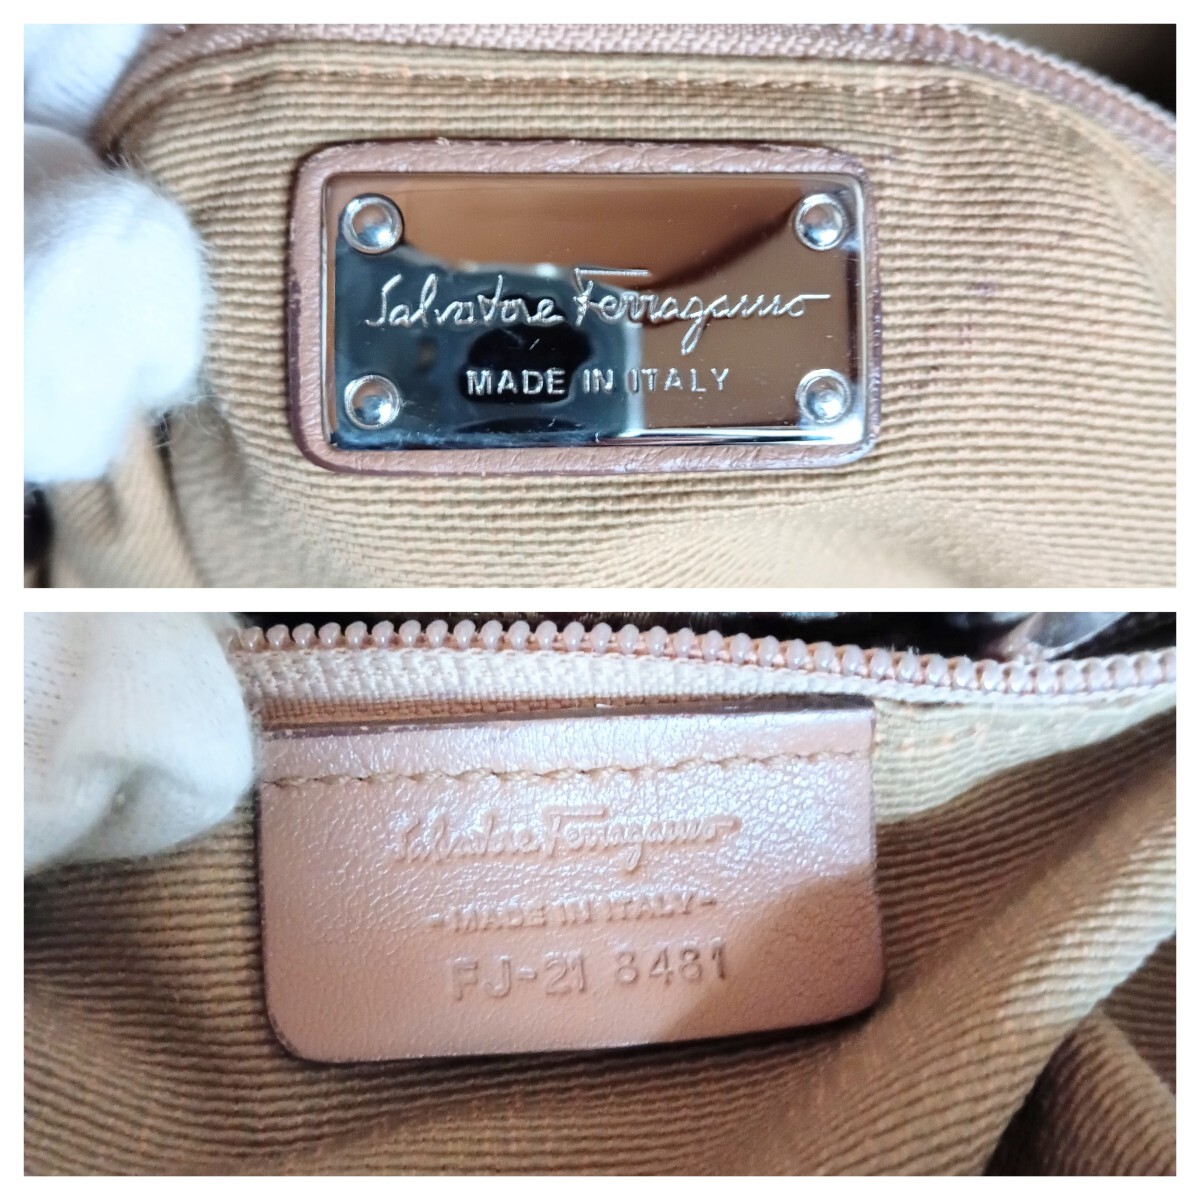 Salvatore Ferragamo
MADE IN ITALY
Salvatore Ferragamo
-MADE IN ITALY-
FJ-21 8481